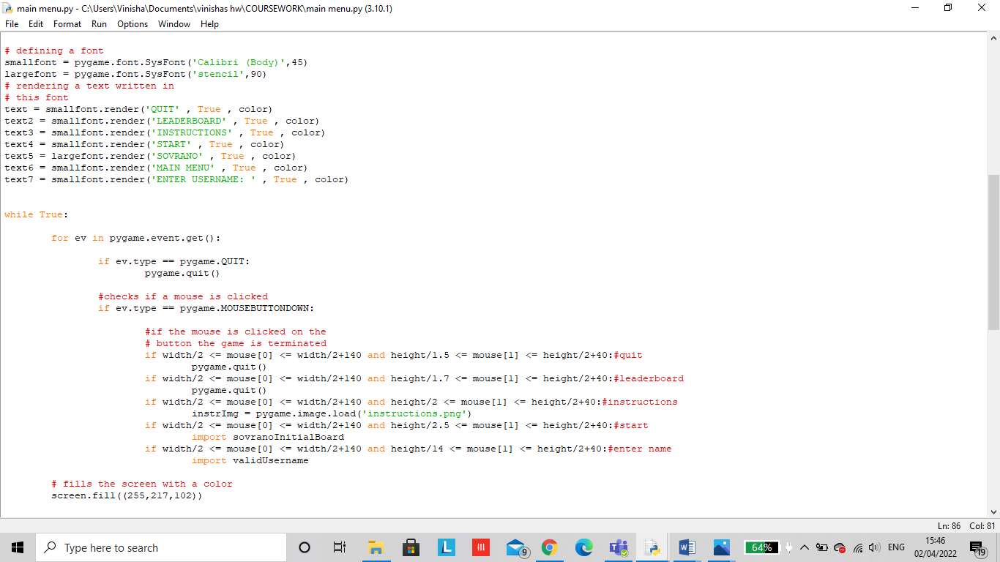 main menu.py - C:\Users\Vinisha\Documents\vinishas hw\COURSEWORK\main menu.py (3.10.1)
File Edit Format Run Options Window Help
# defining a font
smallfont = pygame.font.SysFont('Calibri (Body)',45)
largefont = pygame.font.SysFont('stencil',90)
# rendering a text written in
# this font
text = smallfont.render('QUIT' , True , color)
text2 = smallfont.render('LEADERBOARD' , True , color)
text3 = smallfont.render('INSTRUCTIONS' , True , color)
text4 = smallfont.render('START' , True , color)
text5 = largefont.render('SOVRANO' , True , color)
text6 = smallfont.render('MAIN MENU' , True , color)
text7 = smallfont.render('ENTER USERNAME: ' , True , color)
while True:
for ev in pygame.event.get():
if ev.type == pygame.QUIT:
pygame.quit()
#checks if a mouse is clicked
if ev.type == pygame.MOUSEBUTTONDOWN:
#if the mouse is clicked on the
# button the game is terminated
if width/2 <= mouse[0] <= width/2+140 and height/1.5 <= mouse[1] <= height/2+40:#quit
pygame.quit()
if width/2 <= mouse[0] <= width/2+140 and height/1.7 <= mouse[1] <= height/2+40:#leaderboard
pygame.quit()
if width/2 <= mouse[0] <= width/2+140 and height/2 <= mouse[1] <= height/2+40:#instructions
instrImg = pygame.image.load('instructions.png')
if width/2 <= mouse[0] <= width/2+140 and height/2.5 <= mouse[1] <= height/2+40:#start
import sovranoInitialBoard
if width/2 <= mouse[0] <= width/2+140 and height/14 <= mouse[1] <= height/2+40:#enter name
import validUsername
# fills the screen with a color
screen.fill((255,217,102))
Ln: 86 Col: 81
Type here to search
L
9
64%
ENG
15:46
02/04/2022
19